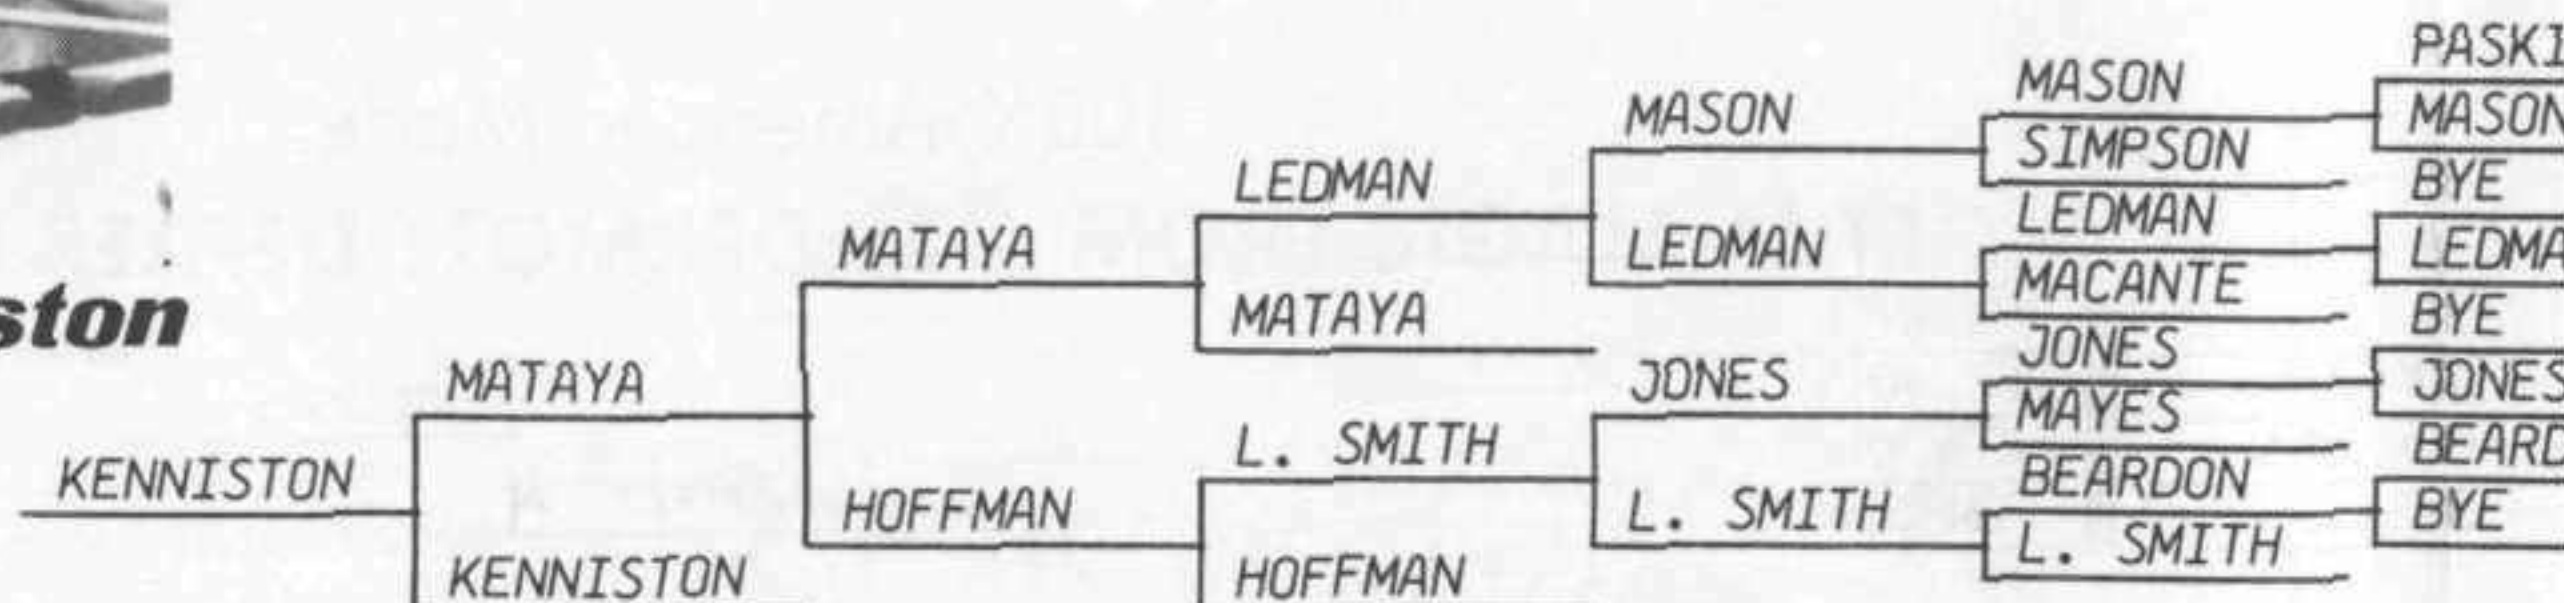 PASKI
MASON
MASON
MASON
SIMPSON
BYE
LEDMAN
LEDMAN
LEDMAN
LEDMA
MATAYA
MACANTE
BYE
ston
MATAYA
JONES
MATAYA
JONES
JONES
MAYES
L. SMITH
BEARD
KENNISTON
BEARDON
HOFFMAN
L. SMITH
BYE
L. SMITH
KENNISTON
HOFFMAN